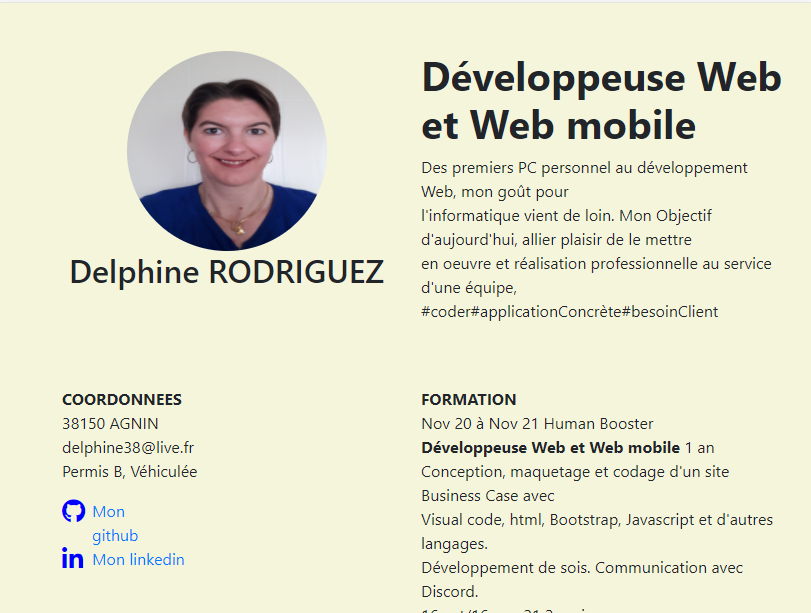 Développeuse Web
et Web mobile
Des premiers PC personnel au développement
Web, mon goût pour
l'informatique vient de loin. Mon Objectif
d'aujourd'hui, allier plaisir de le mettre
en oeuvre et réalisation professionnelle au service
d'une équipe,
#coder#applicationConcrète#besoinClient
Delphine RODRIGUEZ
COORDONNEES
38150 AGNIN
delphine38@live.fr
Permis B, Véhiculée
Mon
github
in Mon linkedin
FORMATION
Nov 20 à Nov 21 Human Booster
Développeuse Web et Web mobile 1 an
Conception, maquetage et codage d'un site
Business Case avec
Visual code, html, Bootstrap, Javascript et d'autres
langages.
Développement de sois. Communication avec
Discord.